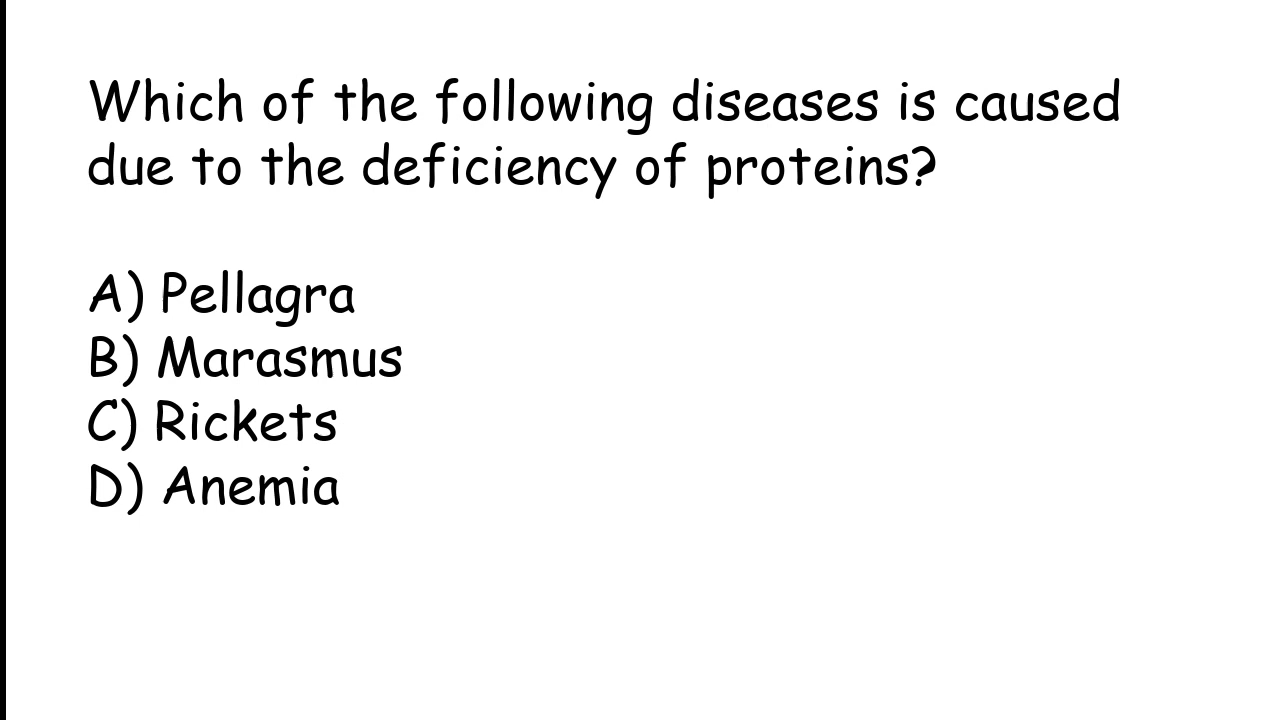 Which of the following diseases is caused
due to the deficiency of proteins?
A) Pellagra
B) Marasmus
C) Rickets
D) Anemia